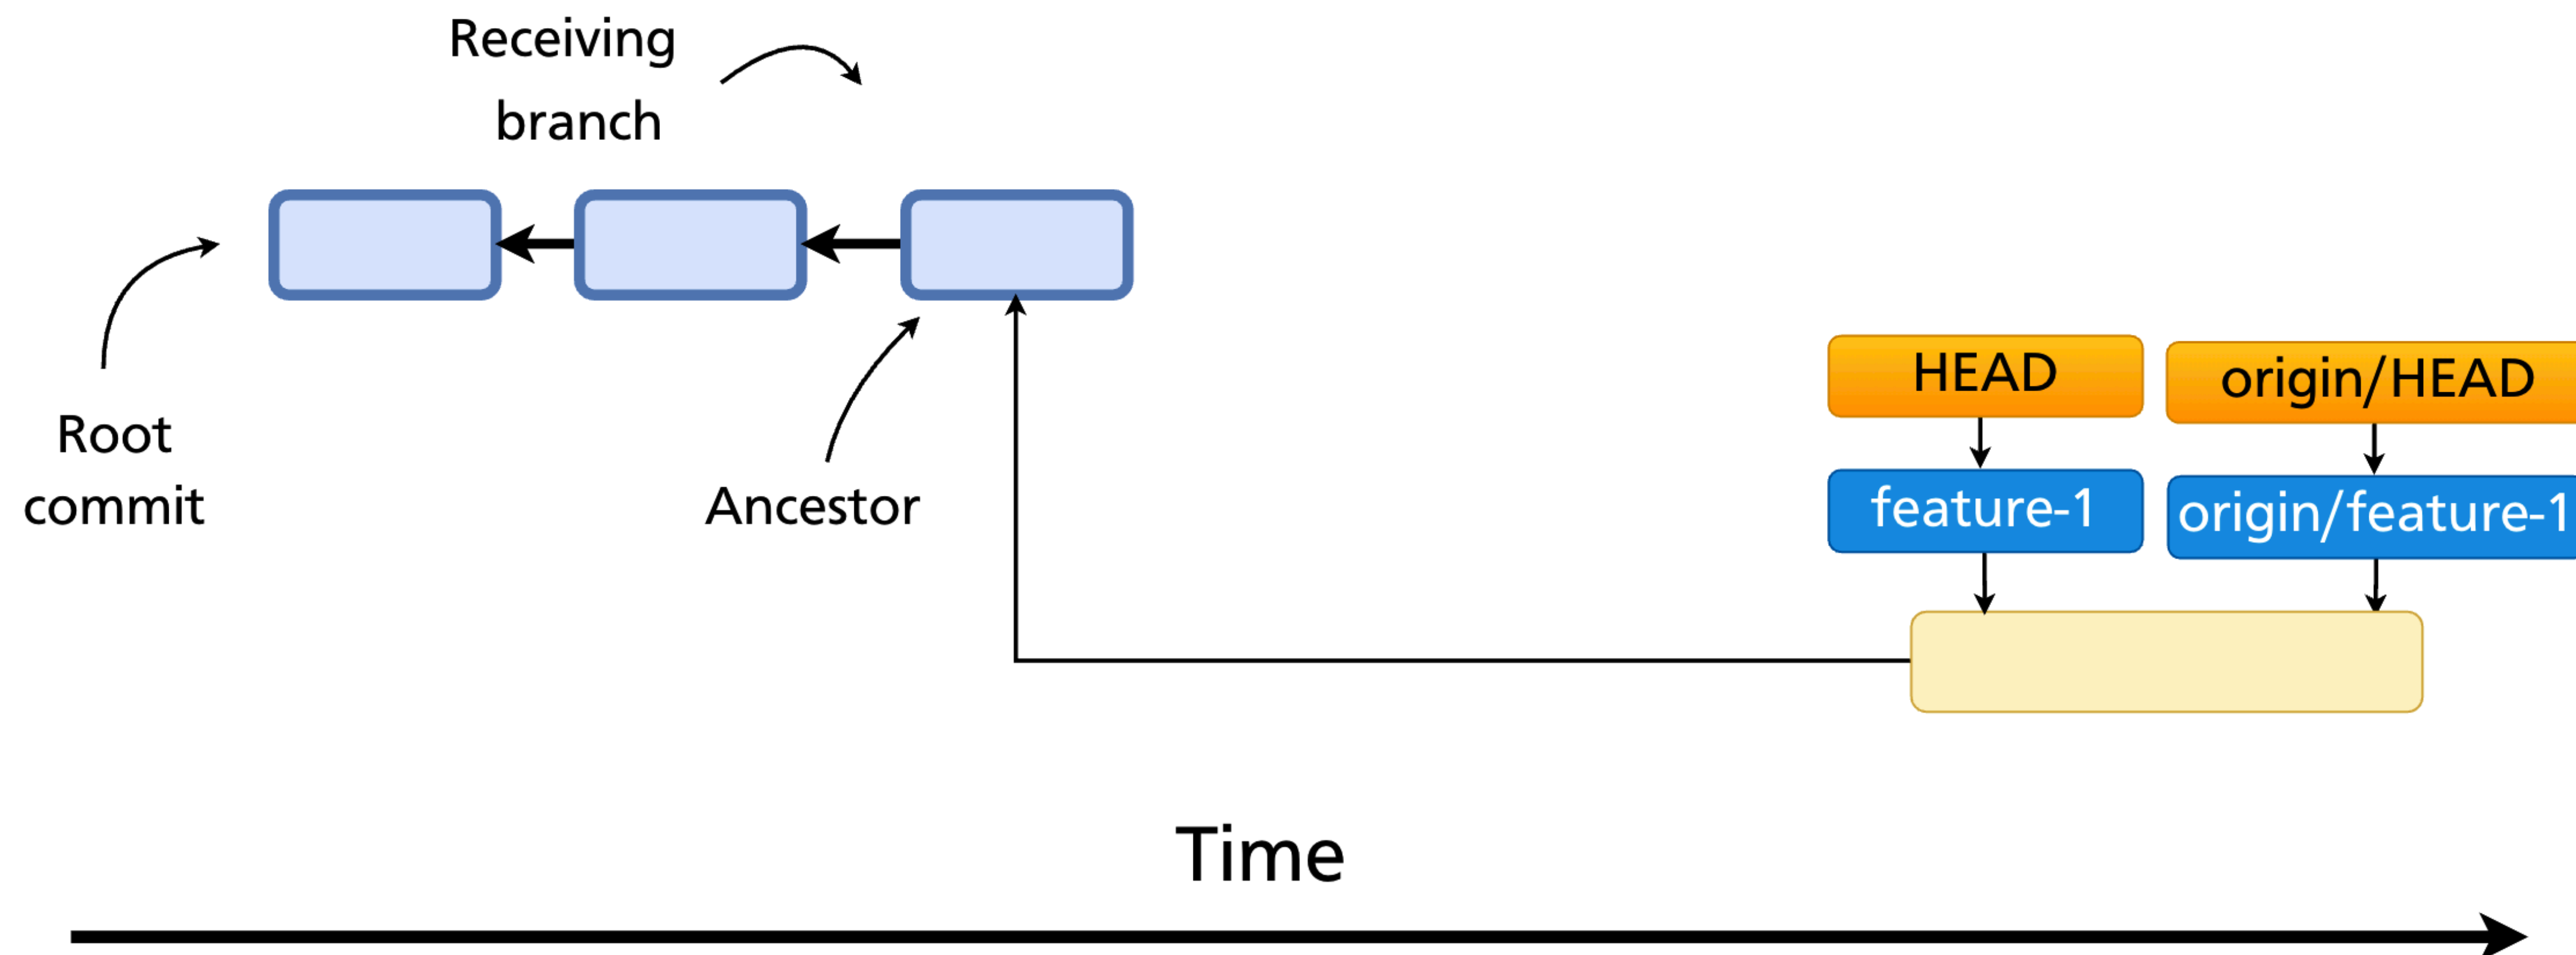 Receiving
branch
Root
commit
Ancestor
HEAD
origin/HEAD
feature-1
origin/feature-1
Time